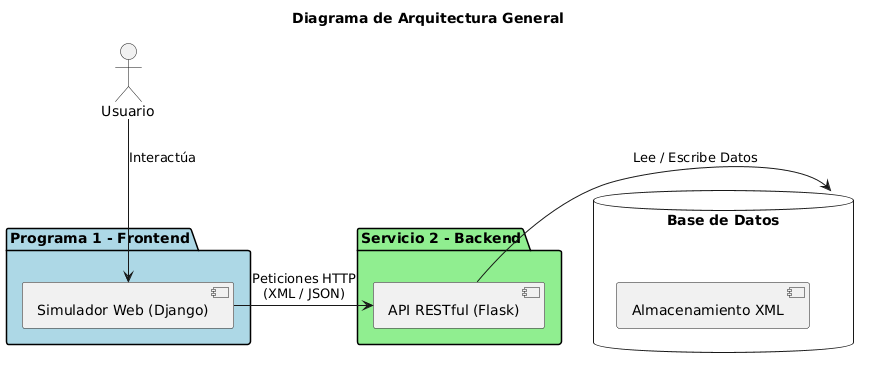 Diagrama de Arquitectura General
Usuario
Interactúa
Lee / Escribe Datos
Programa 1 - Frontend
Simulador Web (Django)
Peticiones HTTP
(XML / JSON)
Servicio 2 - Backend
API RESTful (Flask)
Base de Datos
Almacenamiento XML